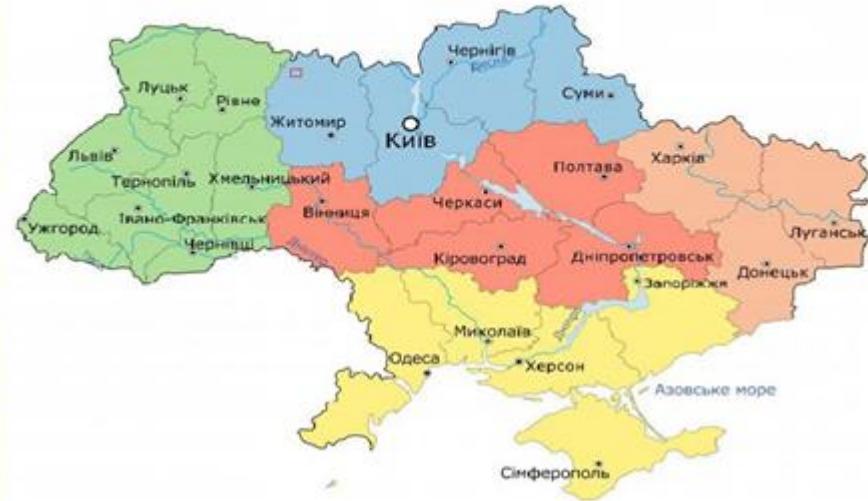 Чернігів
Десна
Луцьк
Рівне
Суми
Житомир
Київ
Львів
Харків
Полтава
Тернопіль
Хмельницький
Черкаси
Вінниця
Івано-Франківськ
Ужгород
Луганськ
Чернівці
Кіровоград
Дніпропетровськ
Донецьк
Запоріжжя
Миколаїв
Одеса
Херсон
Азовське море
Сімферополь